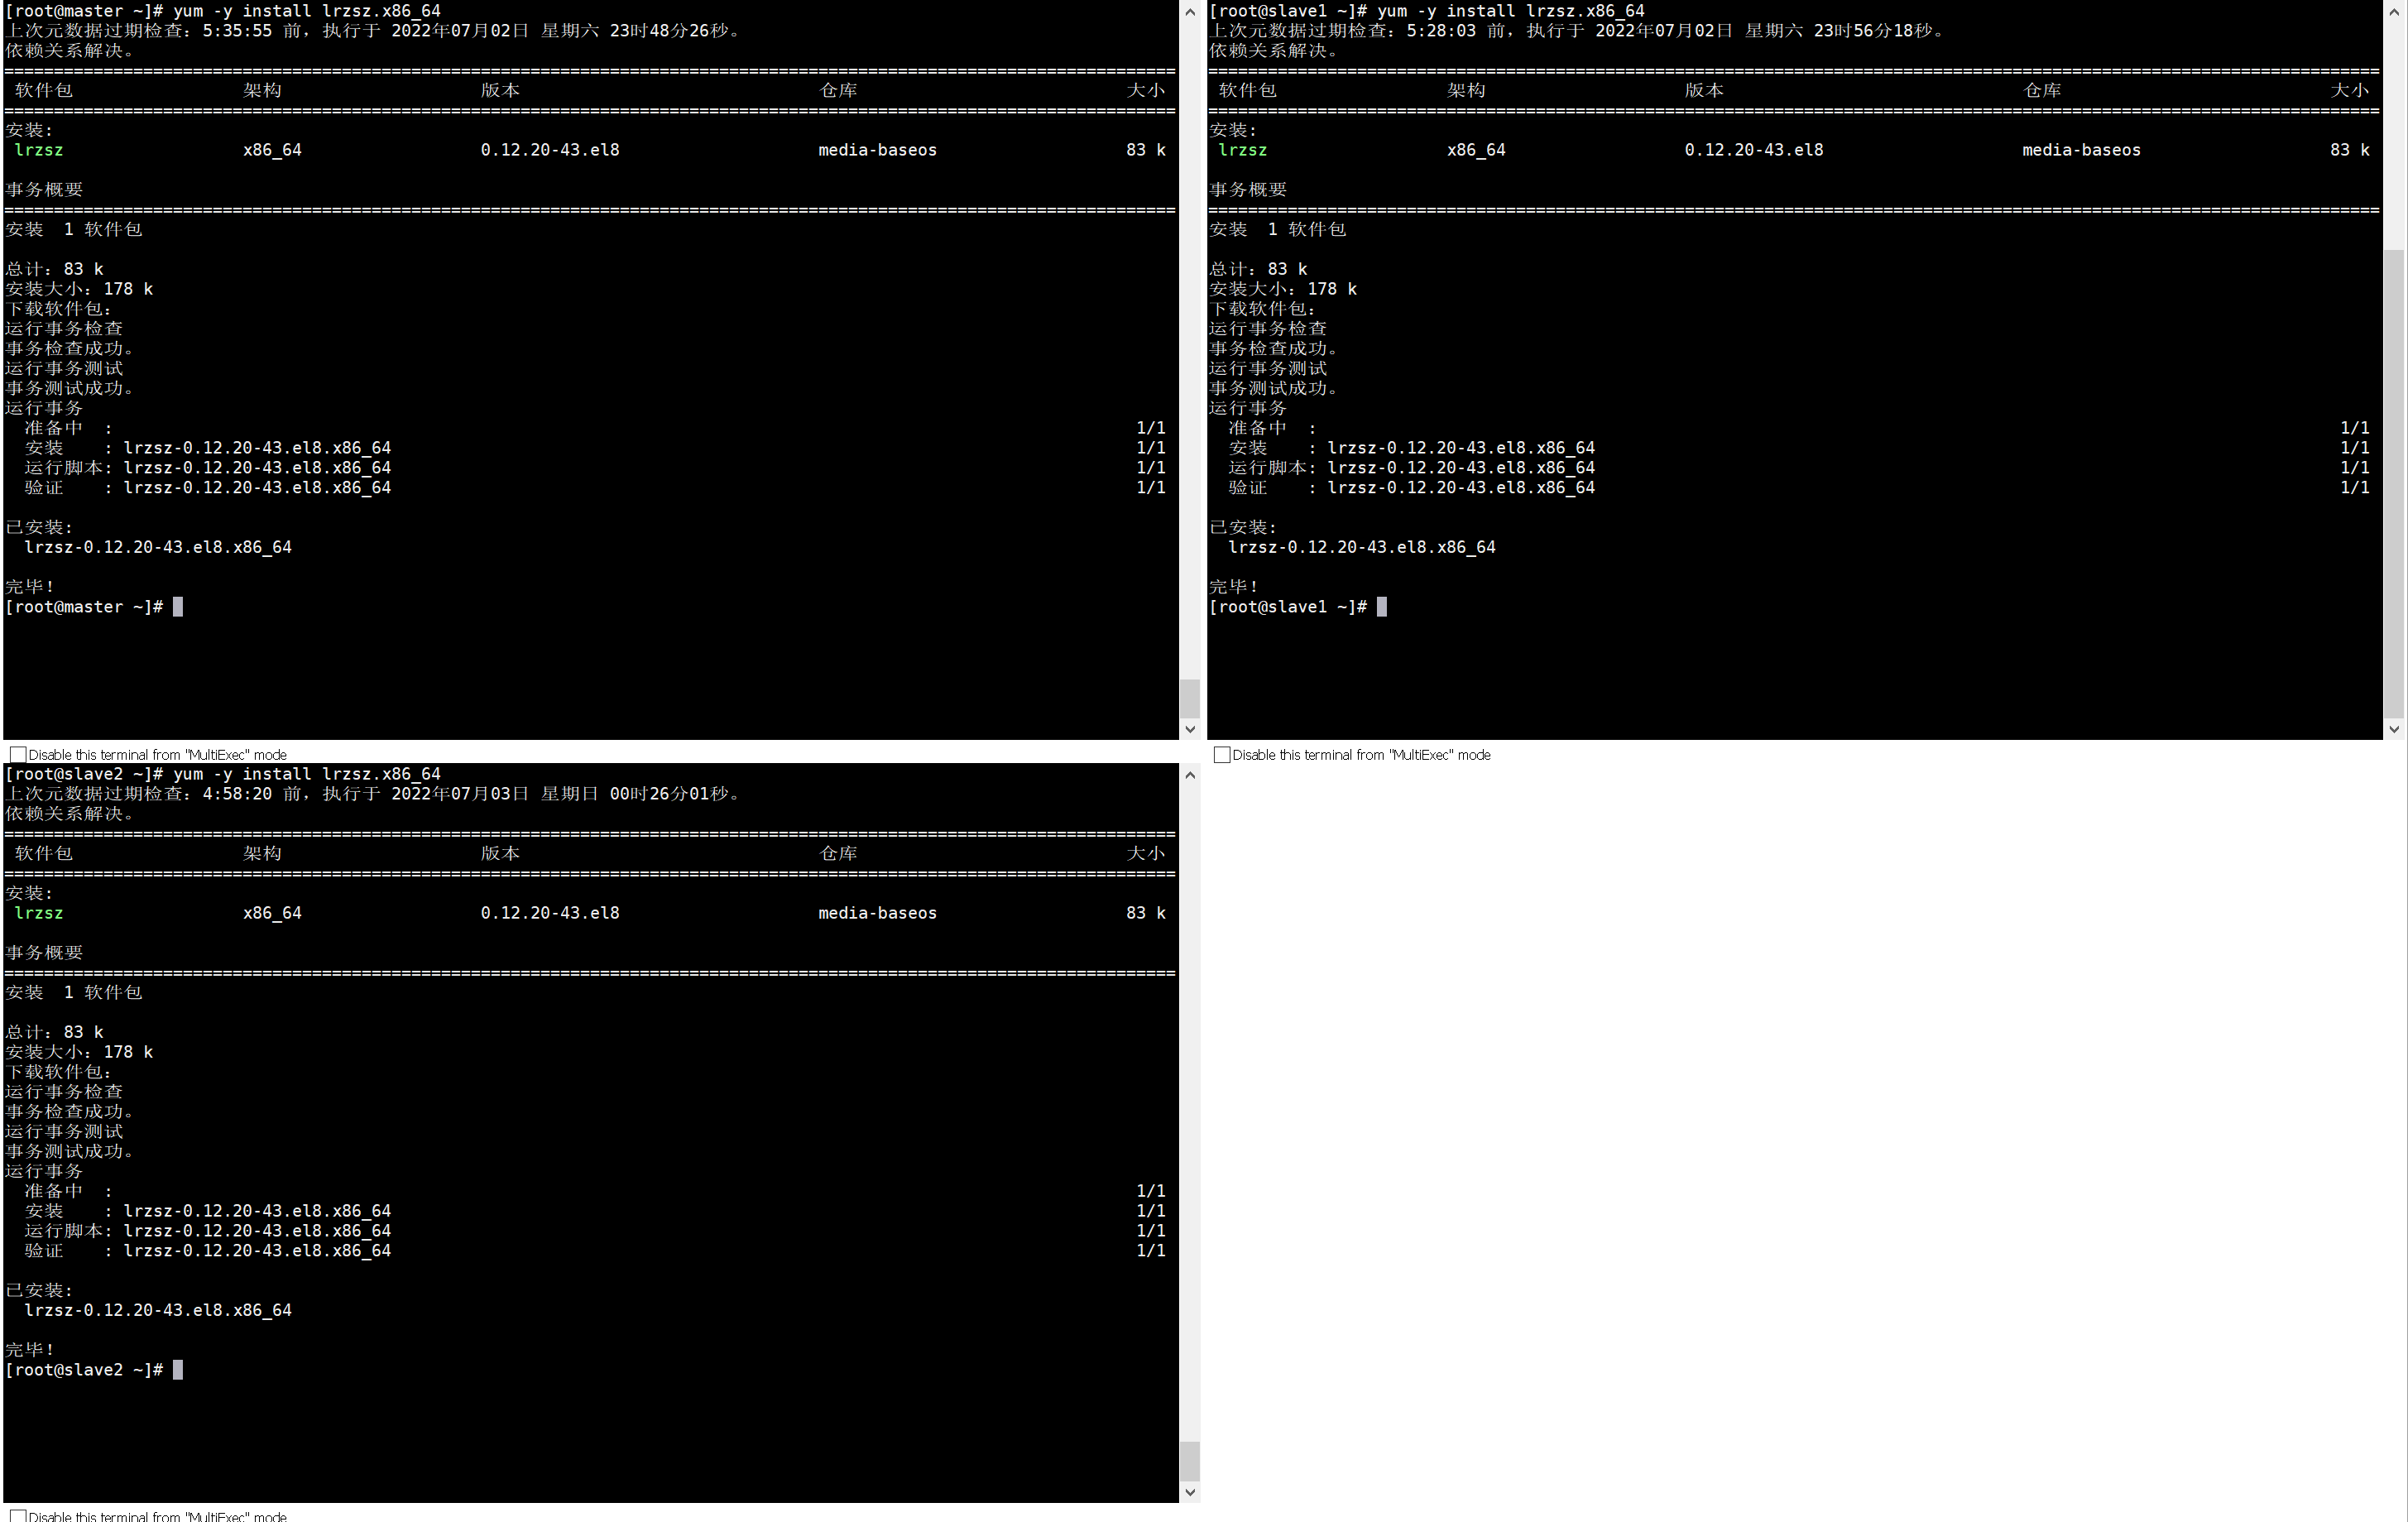 [root@master ~]# yum -y install lrzsz.x86_64
上次元数据过期检查：5:35:55 前，执行于 2022年07月02日 星期六 23时48分26秒。
依赖关系解决。
================================================================================
软件包 架构 版本 仓库 大小
================================================================================
安装:
lrzsz x86_64 0.12.20-43.el8 media-baseos 83 k

事务概要
================================================================================
安装  1 软件包

总计：83 k
安装大小：178 k
下载软件包：
运行事务检查
事务检查成功。
运行事务测试
事务测试成功。
运行事务
  准备中  : 1/1
  安装    : lrzsz-0.12.20-43.el8.x86_64 1/1
  运行脚本: lrzsz-0.12.20-43.el8.x86_64 1/1
  验证    : lrzsz-0.12.20-43.el8.x86_64 1/1

已安装:
  lrzsz-0.12.20-43.el8.x86_64

完毕！
[root@master ~]#
Disable this terminal from "MultiExec" mode
[root@slave1 ~]# yum -y install lrzsz.x86_64
上次元数据过期检查：5:28:03 前，执行于 2022年07月02日 星期六 23时56分18秒。
依赖关系解决。
================================================================================
软件包 架构 版本 仓库 大小
================================================================================
安装:
lrzsz x86_64 0.12.20-43.el8 media-baseos 83 k

事务概要
================================================================================
安装  1 软件包

总计：83 k
安装大小：178 k
下载软件包：
运行事务检查
事务检查成功。
运行事务测试
事务测试成功。
运行事务
  准备中  : 1/1
  安装    : lrzsz-0.12.20-43.el8.x86_64 1/1
  运行脚本: lrzsz-0.12.20-43.el8.x86_64 1/1
  验证    : lrzsz-0.12.20-43.el8.x86_64 1/1

已安装:
  lrzsz-0.12.20-43.el8.x86_64

完毕！
[root@slave1 ~]#
Disable this terminal from "MultiExec" mode
[root@slave2 ~]# yum -y install lrzsz.x86_64
上次元数据过期检查：4:58:20 前，执行于 2022年07月03日 星期日 00时26分01秒。
依赖关系解决。
================================================================================
软件包 架构 版本 仓库 大小
================================================================================
安装:
lrzsz x86_64 0.12.20-43.el8 media-baseos 83 k

事务概要
================================================================================
安装  1 软件包

总计：83 k
安装大小：178 k
下载软件包：
运行事务检查
事务检查成功。
运行事务测试
事务测试成功。
运行事务
  准备中  : 1/1
  安装    : lrzsz-0.12.20-43.el8.x86_64 1/1
  运行脚本: lrzsz-0.12.20-43.el8.x86_64 1/1
  验证    : lrzsz-0.12.20-43.el8.x86_64 1/1

已安装:
  lrzsz-0.12.20-43.el8.x86_64

完毕！
[root@slave2 ~]#
Disable this terminal from "MultiExec" mode